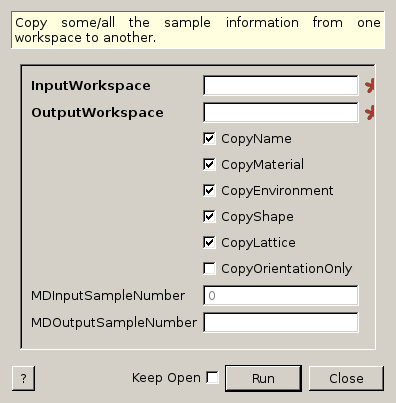 Copy some/all the sample information from one
workspace to another.
InputWorkspace
OutputWorkspace
CopyName
CopyMaterial
CopyEnvironment
CopyShape
CopyLattice
CopyOrientationOnly
MDInputSampleNumber 0
MDOutputSampleNumber
? Keep Open Run Close